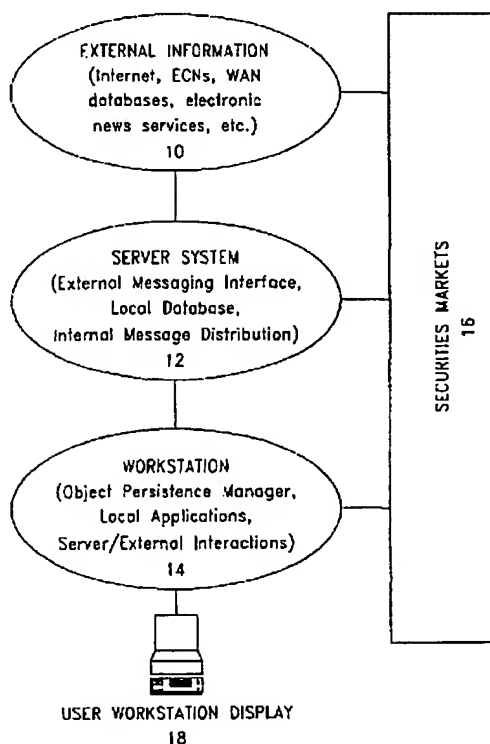 EXTERNAL INFORMATION
(Internet, ECNs, WAN
databases, electronic
news services, etc.)
10
SERVER SYSTEM
(External Messaging Interface,
Local Database,
Internal Message Distribution)
12
WORKSTATION
(Object Persistence Manager,
Local Applications,
Server/External Interactions)
14
USER WORKSTATION DISPLAY
18
SECURITIES MARKETS
16